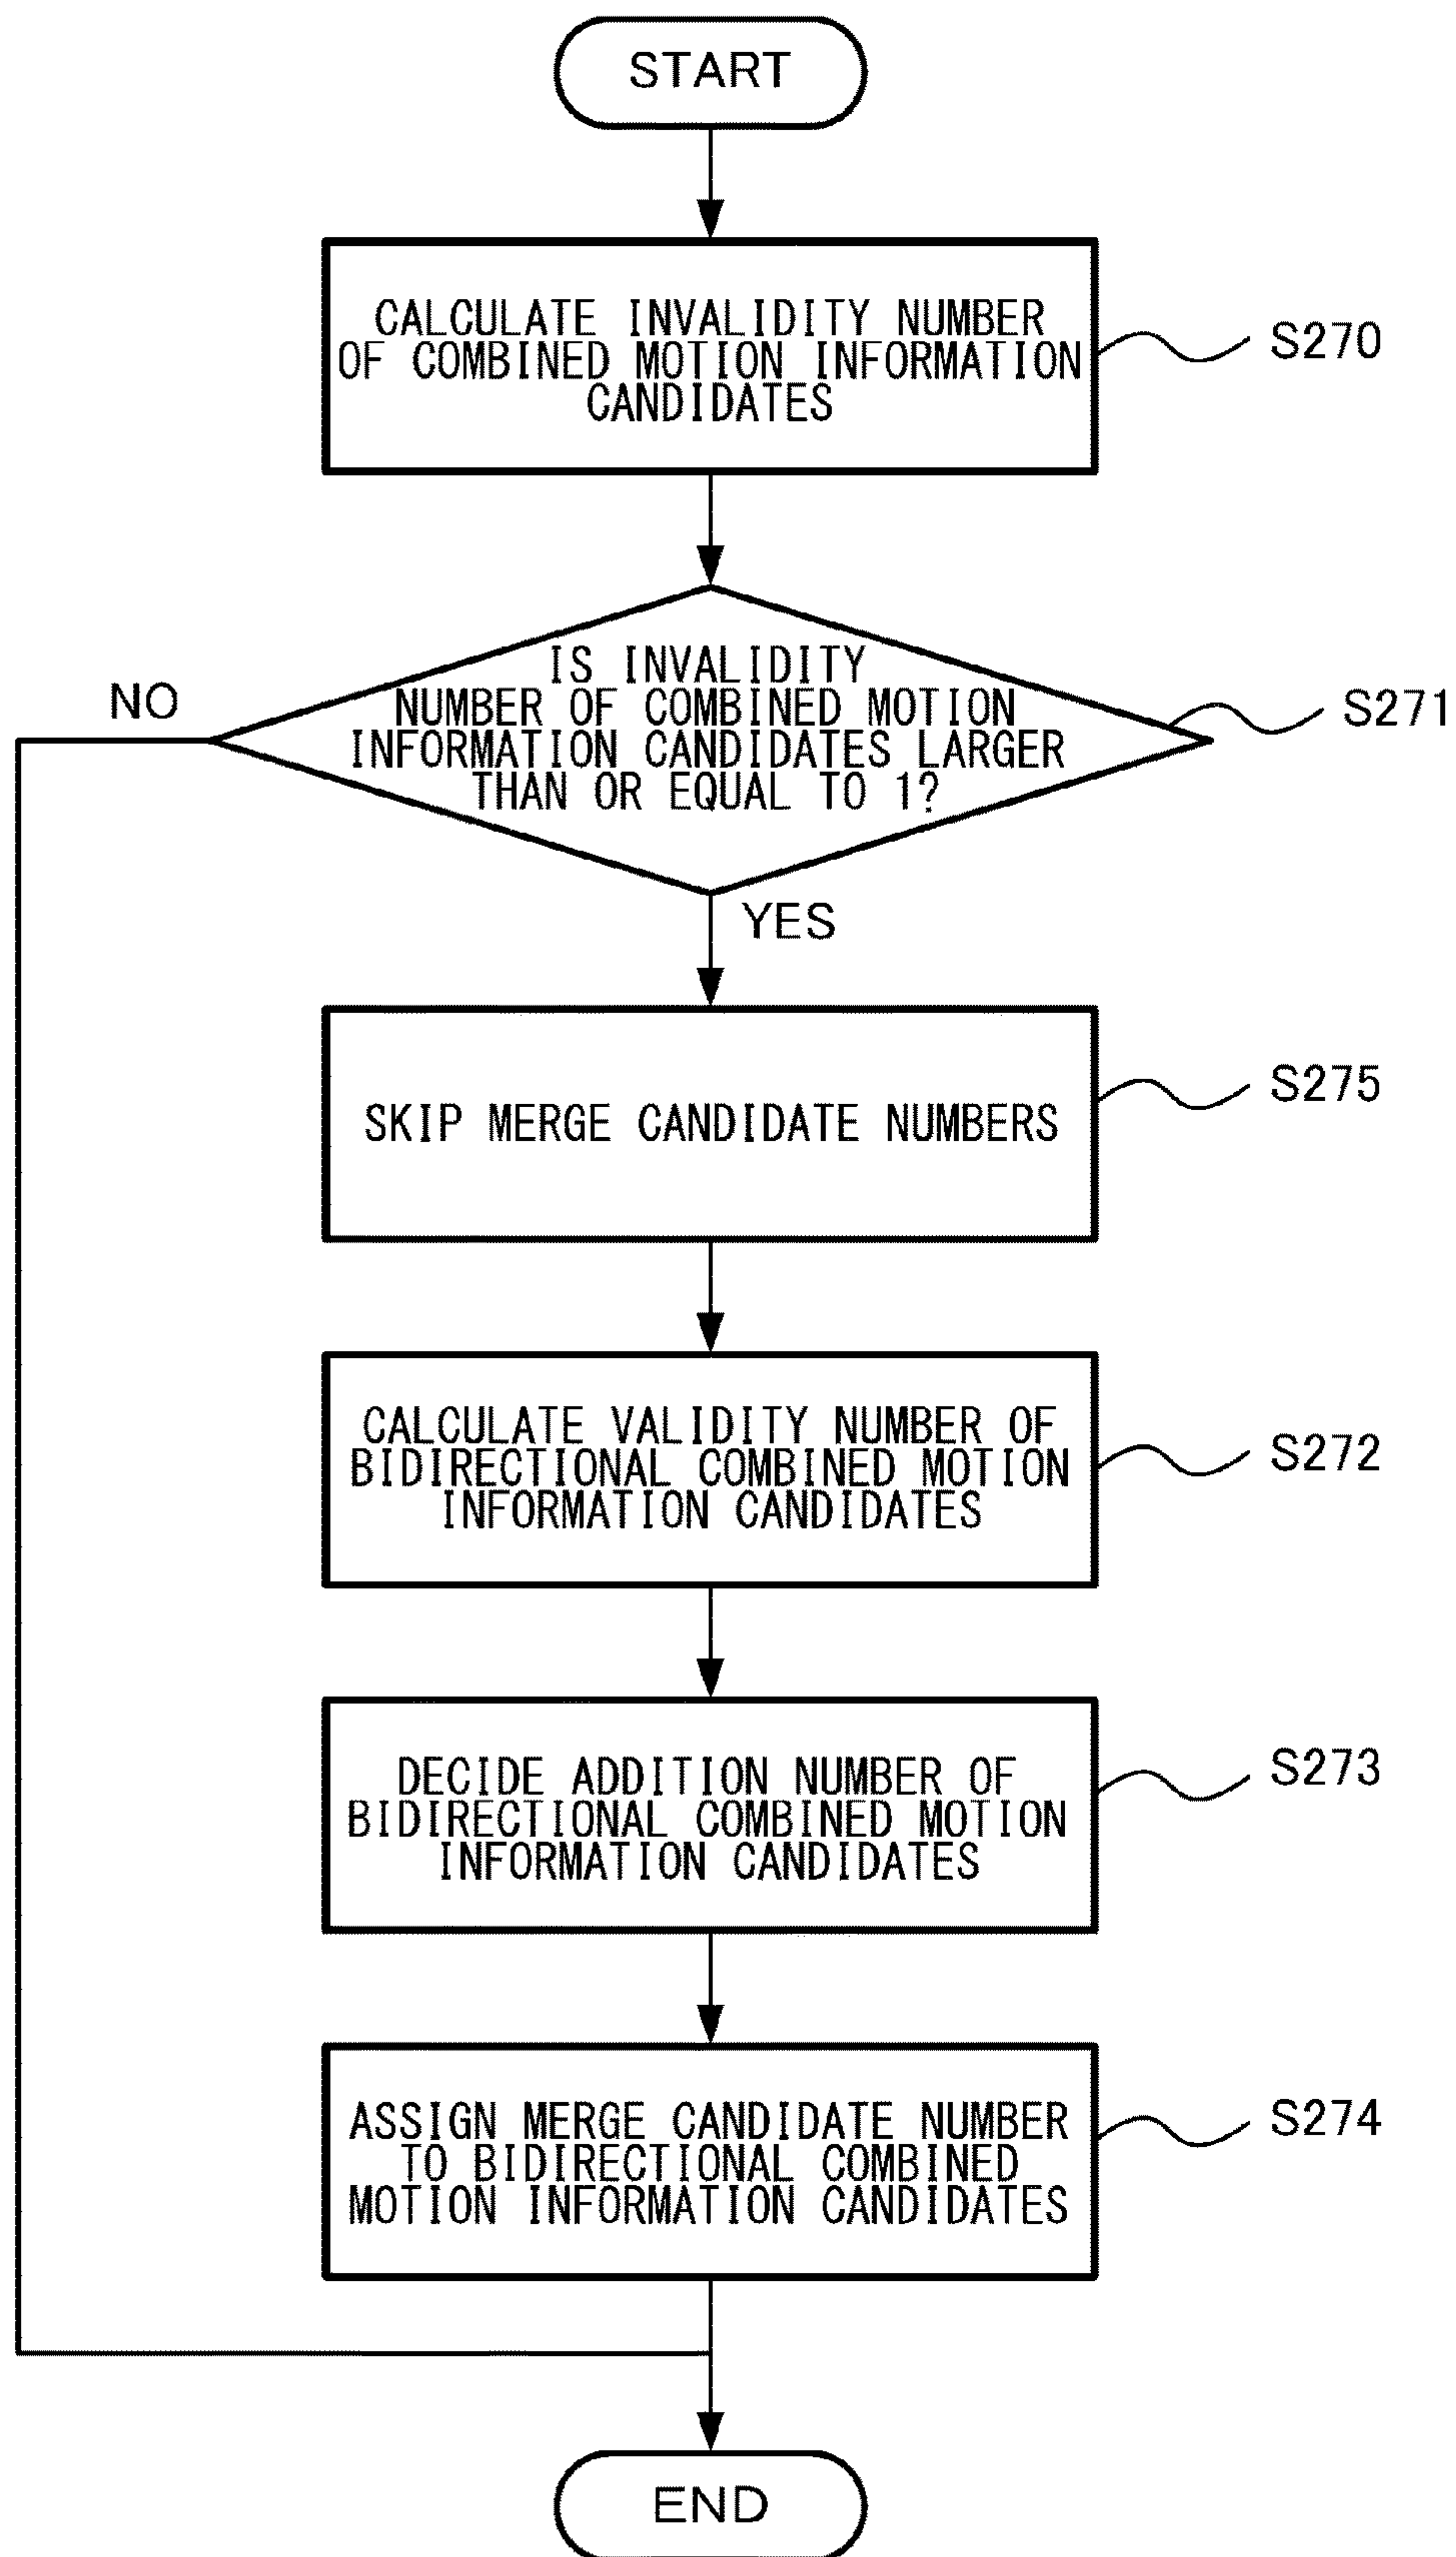 START
CALCULATE INVALIDITY NUMBER
OF COMBINED MOTION INFORMATION
CANDIDATES
S270
IS INVALIDITY
NUMBER OF COMBINED MOTION
INFORMATION CANDIDATES LARGER
THAN OR EQUAL TO 1?
S271
NO
YES
SKIP MERGE CANDIDATE NUMBERS
S275
CALCULATE VALIDITY NUMBER OF
BIDIRECTIONAL COMBINED MOTION
INFORMATION CANDIDATES
S272
DECIDE ADDITION NUMBER OF
BIDIRECTIONAL COMBINED MOTION
INFORMATION CANDIDATES
S273
ASSIGN MERGE CANDIDATE NUMBER
TO BIDIRECTIONAL COMBINED
MOTION INFORMATION CANDIDATES
S274
END